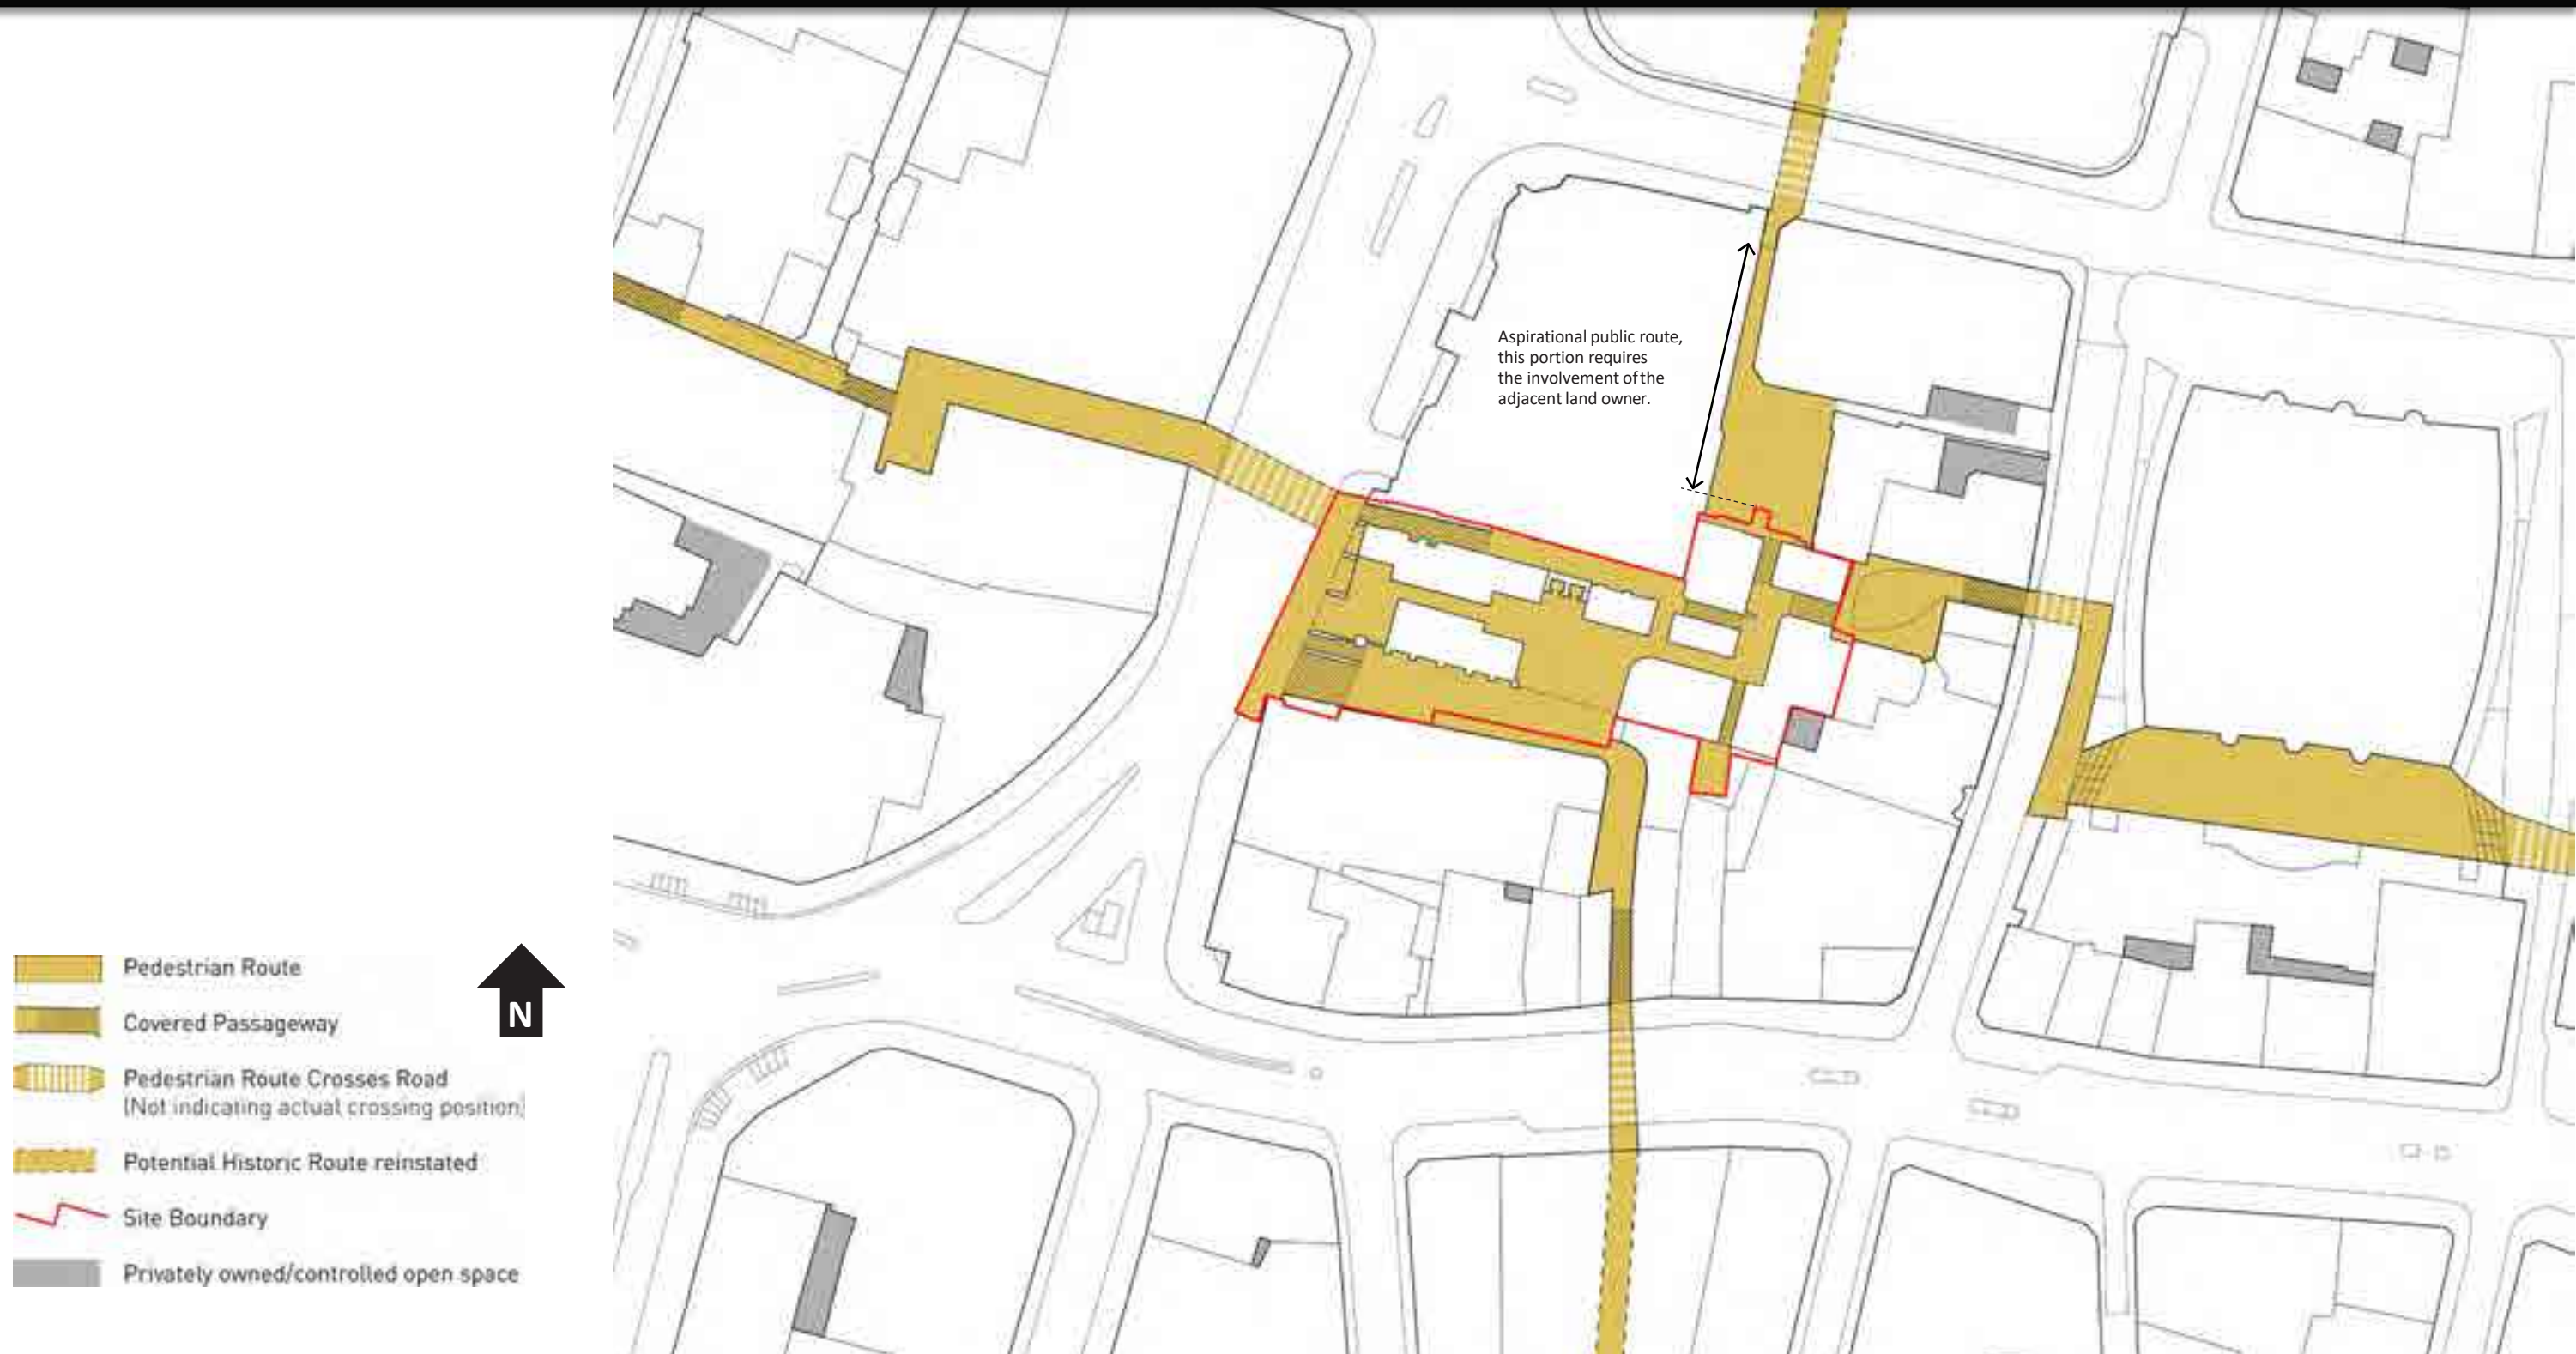 Aspirational public route,
this portion requires
the involvement of the
adjacent land owner.
Pedestrian Route
Covered Passageway
Pedestrian Route Crosses Road
(Not indicating actual crossing position)
Potential Historic Route reinstated
Site Boundary
Privately owned/controlled open space
N